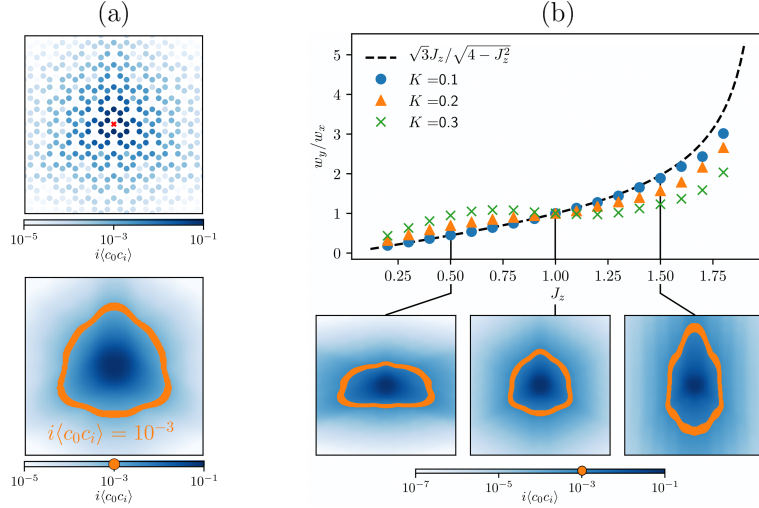 (a)
10^-5 10^-3 10^-1
i⟨c_0c_i⟩
i⟨c_0c_i⟩ = 10^-3
10^-5 10^-3 10^-1
i⟨c_0c_i⟩
(b)
w_y/w_x
5
4
3
2
1
0
√3J_z/√4 − J_z^2
K =0.1
K =0.2
K =0.3
0.25 0.50 0.75 1.00 1.25 1.50 1.75
J_z
10^-7 10^-5 10^-3 10^-1
i⟨c_0c_i⟩